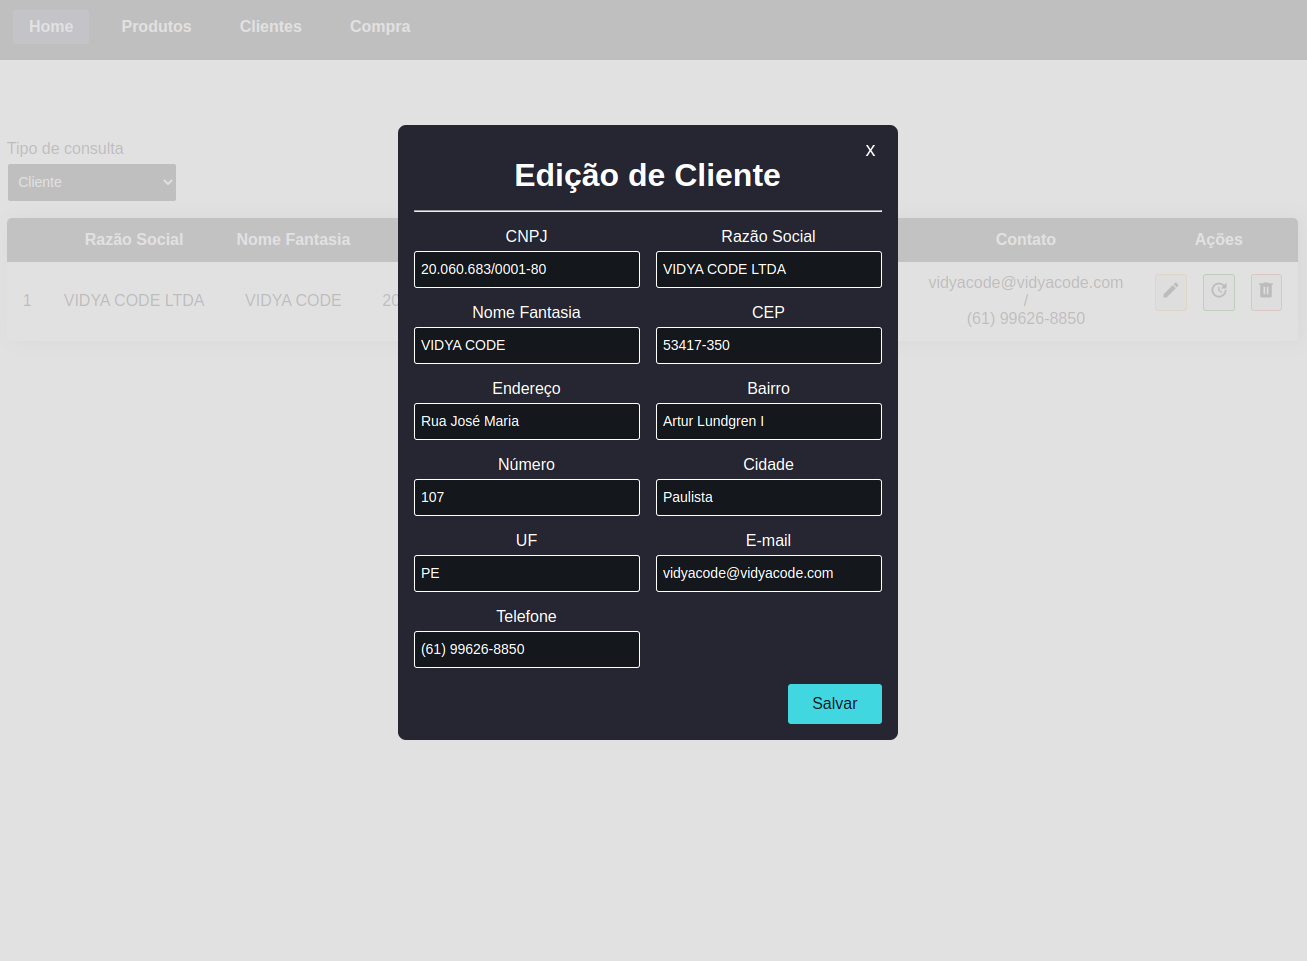 Home Produtos Clientes Compra
Tipo de consulta
Cliente
Razão Social Nome Fantasia Contato Ações
1 VIDYA CODE LTDA VIDYA CODE 20 vidyacode@vidyacode.com
/
(61) 99626-8850
X
Edição de Cliente
CNPJ Razão Social
20.060.683/0001-80 VIDYA CODE LTDA
Nome Fantasia CEP
VIDYA CODE 53417-350
Endereço Bairro
Rua José Maria Artur Lundgren I
Número Cidade
107 Paulista
UF E-mail
PE vidyacode@vidyacode.com
Telefone
(61) 99626-8850
Salvar